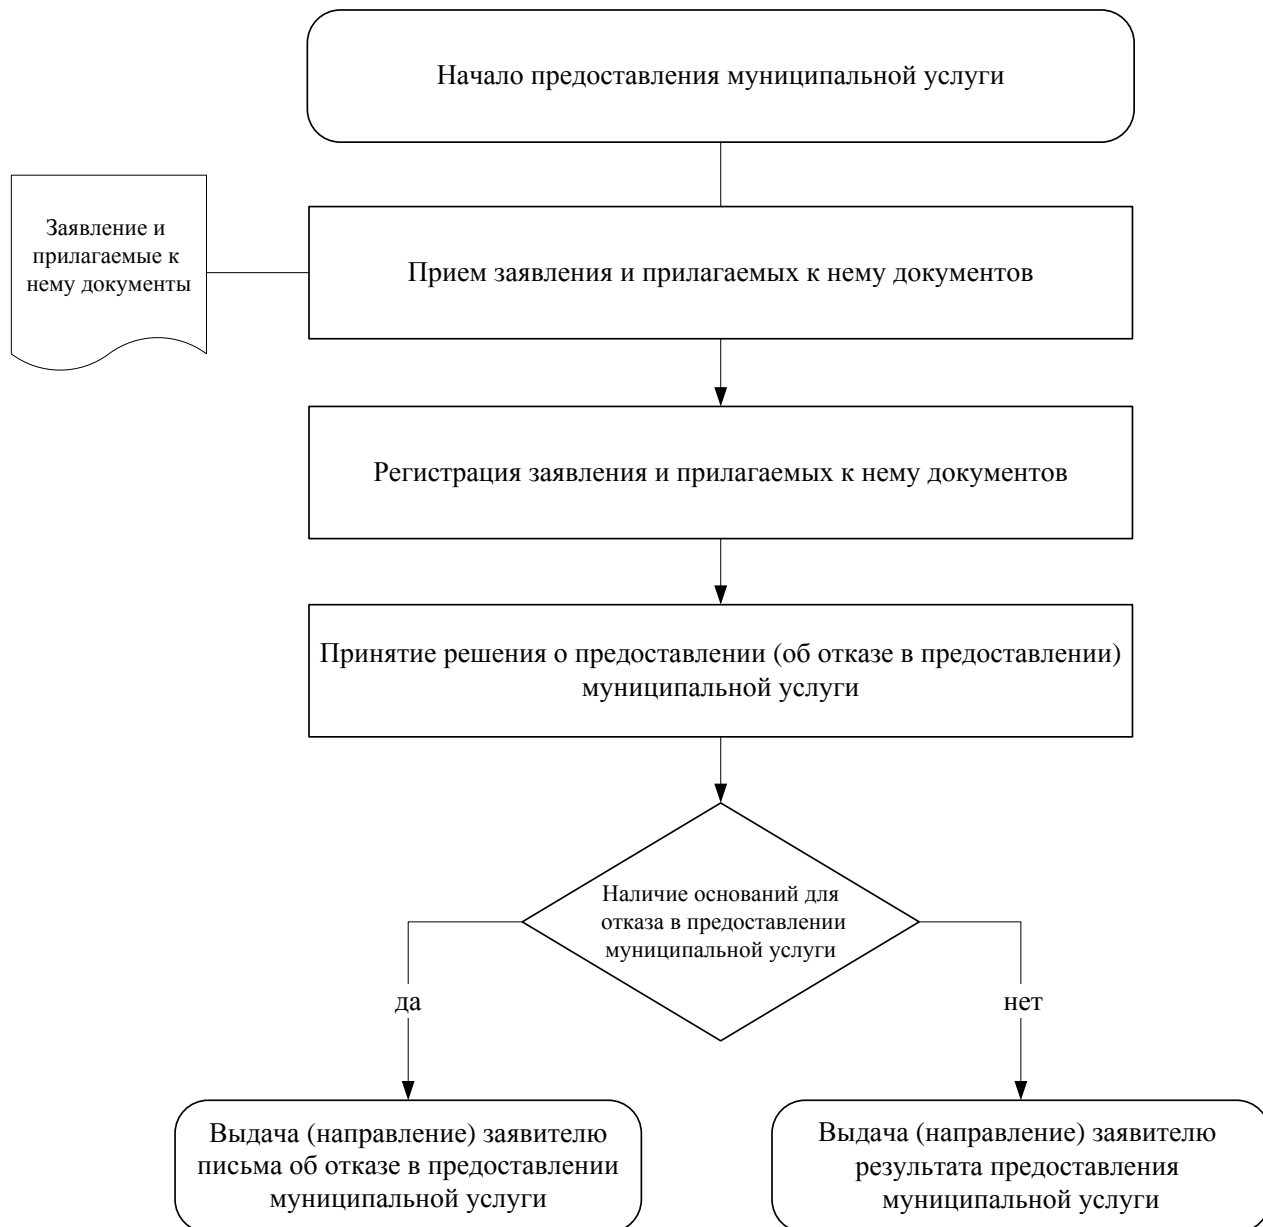 Начало предоставления муниципальной услуги
Заявление и
прилагаемые к
нему документы
Прием заявления и прилагаемых к нему документов
Регистрация заявления и прилагаемых к нему документов
Принятие решения о предоставлении (об отказе в предоставлении)
муниципальной услуги
Наличие оснований для
отказа в предоставлении
муниципальной услуги
да
нет
Выдача (направление) заявителю
письма об отказе в предоставлении
муниципальной услуги
Выдача (направление) заявителю
результата предоставления
муниципальной услуги